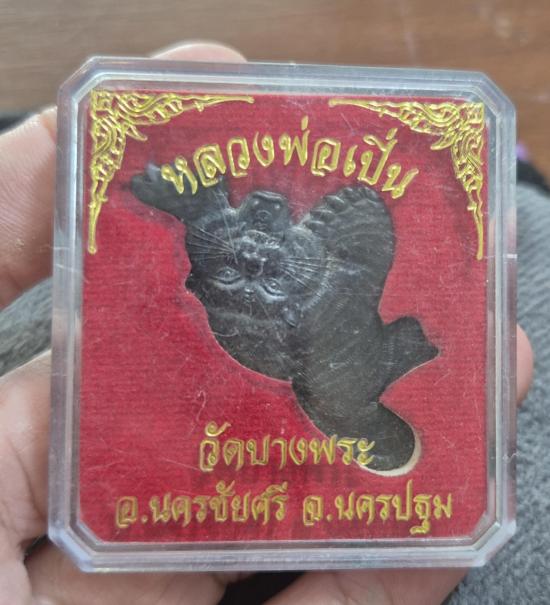 หลวงพ่อเปิ่น
วัดบางพระ
อ.นครชัยศรี จ.นครปฐม